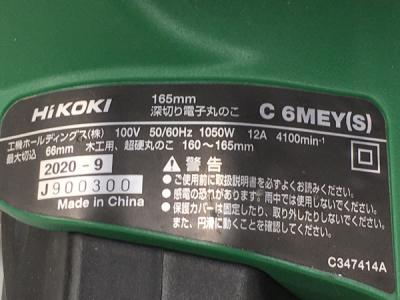 HiKOKI
165mm
深切り電子丸のこ
C 6MEY(S)
工機ホールディングス(株) 100V 50/60Hz 1050W 12A 4100min⁻¹
最大切込 66mm 木工用、超硬丸のこ 160～165mm
2020-9
J900300
Made in China
警告
●ご使用前に取扱説明書を必ずよくお読みください。
●感電の恐れがあります。雨中では使用しないでください。
●保護カバーは固定したり、取り外したりしないでください。
また、円滑に動くことを確認してください。
C347414A